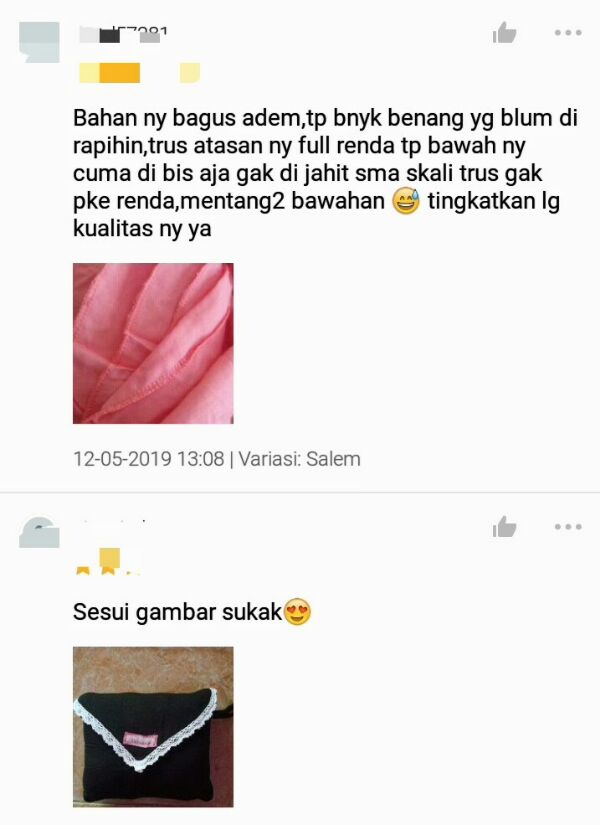 Bahan ny bagus adem,tp bnyk benang yg blum di
rapihin,trus atasan ny full renda tp bawah ny
cuma di bis aja gak di jahit sma skali trus gak
pke renda,mentang2 bawahan 😅 tingkatkan lg
kualitas ny ya
12-05-2019 13:08 | Variasi: Salem
Sesui gambar sukak😍